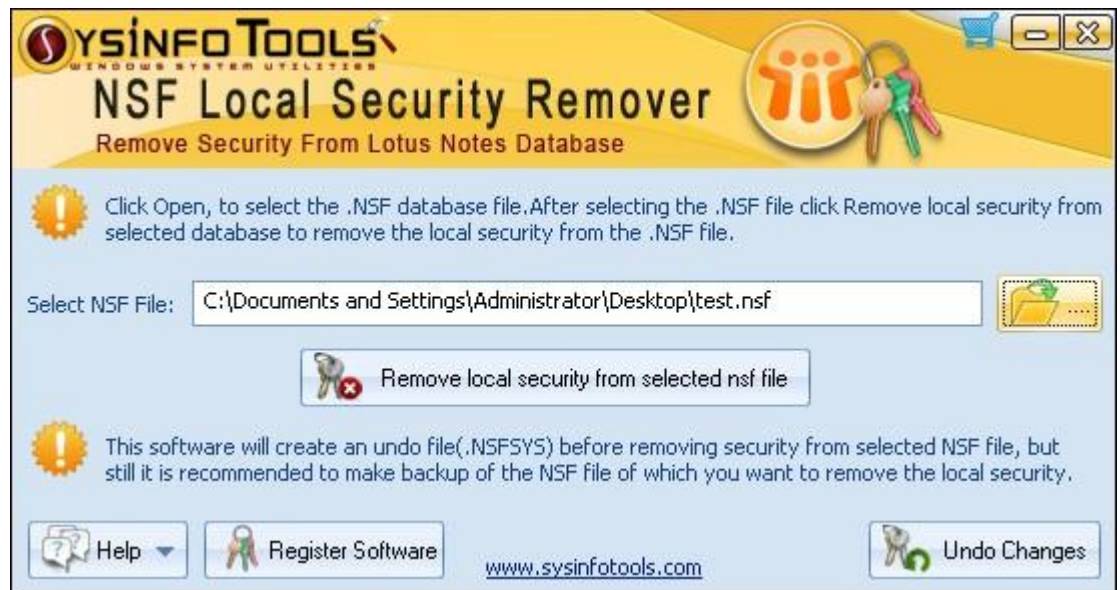 SYSINFOTOOLS
WINDOWS SYSTEM UTILITIES
NSF Local Security Remover
Remove Security From Lotus Notes Database
Click Open, to select the .NSF database file.After selecting the .NSF file click Remove local security from
selected database to remove the local security from the .NSF file.
Select NSF File: C:\Documents and Settings\Administrator\Desktop\test.nsf ....
Remove local security from selected nsf file
This software will create an undo file(.NSFSYS) before removing security from selected NSF file, but
still it is recommended to make backup of the NSF file of which you want to remove the local security.
Help Register Software www.sysinfotools.com Undo Changes